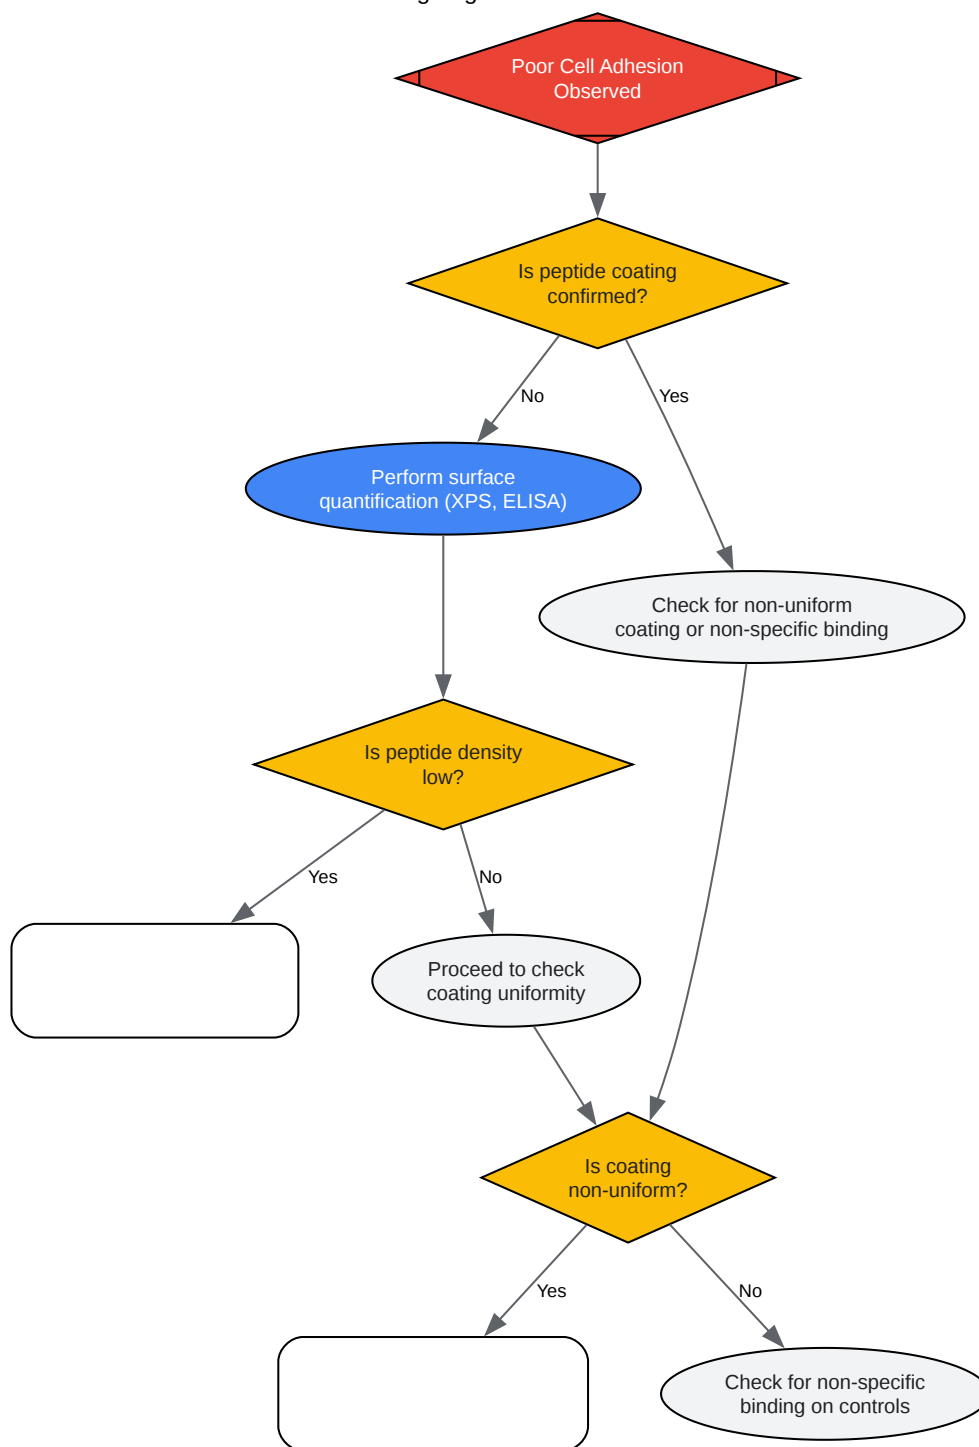 Poor Cell Adhesion
Observed
Is peptide coating
confirmed?
No
Yes
Perform surface
quantification (XPS, ELISA)
Check for non-uniform
coating or non-specific binding
Is peptide density
low?
Yes
No
Proceed to check
coating uniformity
Is coating
non-uniform?
Yes
No
Check for non-specific
binding on controls